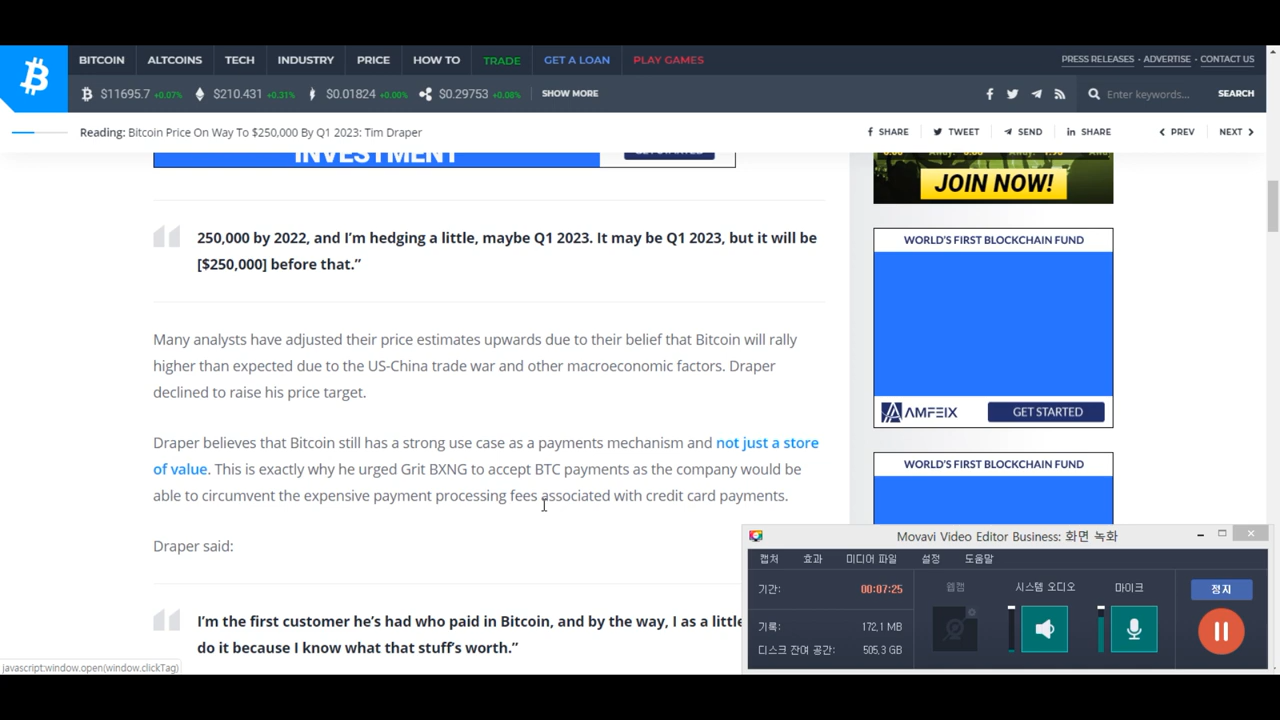 BITCOIN ALTCOINS TECH INDUSTRY PRICE HOW TO TRADE GET A LOAN PLAY GAMES PRESS RELEASES • ADVERTISE • CONTACT US
$11695.7 +0.07% $210.431 +0.31% $0.01824 +0.00% $0.29753 +0.08% SHOW MORE Enter keywords... SEARCH
Reading: Bitcoin Price On Way To $250,000 By Q1 2023: Tim Draper SHARE TWEET SEND SHARE PREV NEXT
INVESTMENT
JOIN NOW!
250,000 by 2022, and I’m hedging a little, maybe Q1 2023. It may be Q1 2023, but it will be
[$250,000] before that.”
Many analysts have adjusted their price estimates upwards due to their belief that Bitcoin will rally
higher than expected due to the US-China trade war and other macroeconomic factors. Draper
declined to raise his price target.
Draper believes that Bitcoin still has a strong use case as a payments mechanism and not just a store
of value. This is exactly why he urged Grit BXNG to accept BTC payments as the company would be
able to circumvent the expensive payment processing fees associated with credit card payments.
Draper said:
I’m the first customer he’s had who paid in Bitcoin, and by the way, I as a little
do it because I know what that stuff’s worth.”
WORLD’S FIRST BLOCKCHAIN FUND
AMFEIX GET STARTED
WORLD’S FIRST BLOCKCHAIN FUND
Movavi Video Editor Business: 화면 녹화
캡처 효과 미디어 파일 설정 도움말
기간: 00:07:25 웹캠 시스템 오디오 마이크 정지
기록: 172,1 MB
디스크 잔여 공간: 505,3 GB
javascript:window.open(window.clickTag)